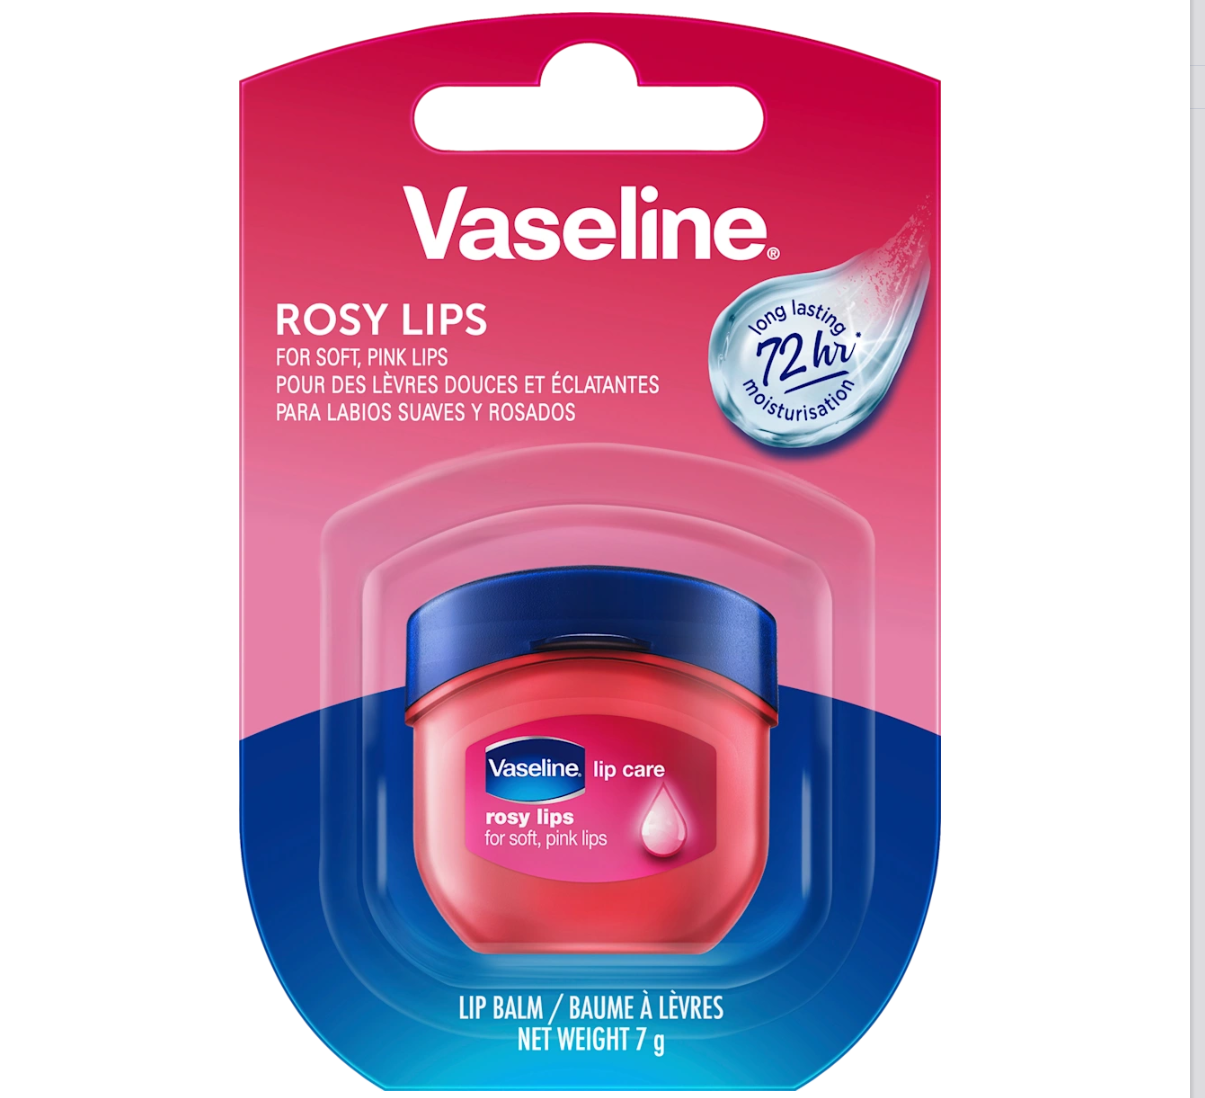 Vaseline®
ROSY LIPS
FOR SOFT, PINK LIPS
POUR DES LÈVRES DOUCES ET ÉCLATANTES
PARA LABIOS SUAVES Y ROSADOS
long lasting
72 hr*
moisturisation
Vaseline® lip care
rosy lips
for soft, pink lips
LIP BALM / BAUME À LÈVRES
NET WEIGHT 7 g